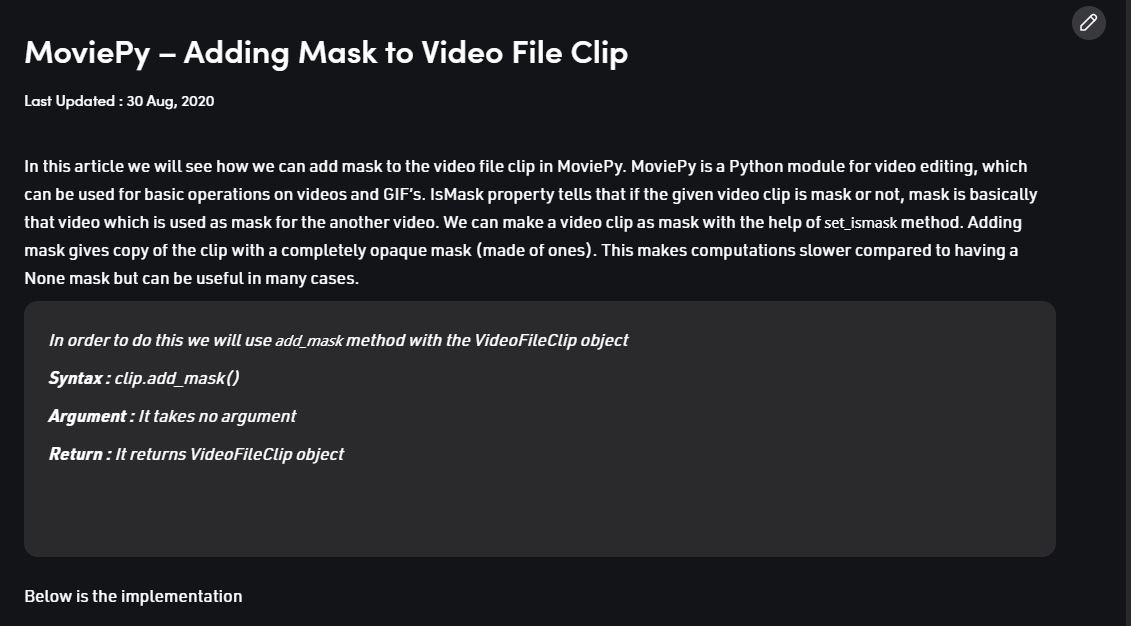 MoviePy – Adding Mask to Video File Clip
Last Updated : 30 Aug, 2020
In this article we will see how we can add mask to the video file clip in MoviePy. MoviePy is a Python module for video editing, which
can be used for basic operations on videos and GIF’s. IsMask property tells that if the given video clip is mask or not, mask is basically
that video which is used as mask for the another video. We can make a video clip as mask with the help of set_ismask method. Adding
mask gives copy of the clip with a completely opaque mask (made of ones). This makes computations slower compared to having a
None mask but can be useful in many cases.
In order to do this we will use add_mask method with the VideoFileClip object
Syntax : clip.add_mask()
Argument : It takes no argument
Return : It returns VideoFileClip object
Below is the implementation